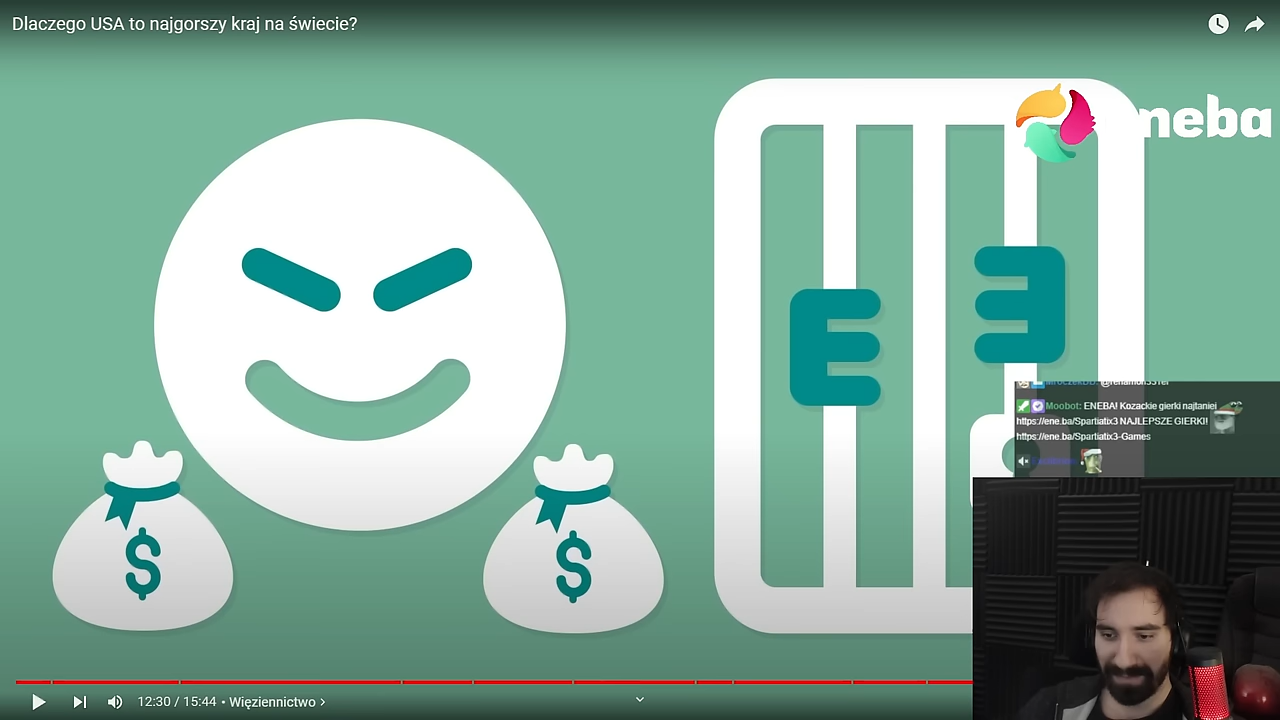 Dlaczego USA to najgorszy kraj na świecie?
eneba
$
$
Moobot: ENEBA! Kozackie gierki najtaniej
https://ene.ba/Spartiatix3 NAJLEPSZE GIERKI!
https://ene.ba/Spartiatix3-Games
12:30 / 15:44 • Więziennictwo ›